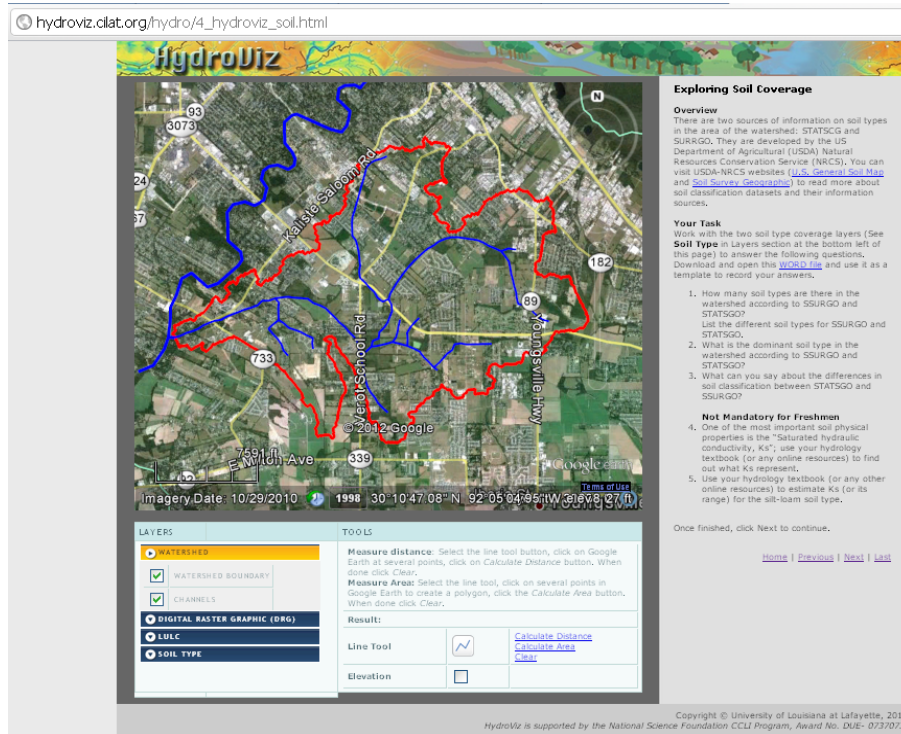 hydroviz.cilat.org/hydro/4_hydroviz_soil.html
HydroViz
N
93
3073
24
67
Kaliste Saloom Rd
182
89
Verot School Rd
Youngsville Hwy
733
© 2012 Google
7591 ft
E Milton Ave
339
Google earth
Terms of Use
Imagery Date: 10/29/2010 1998 30°10'47.08" N 92°05'04.95" W elev 8.27 ft
LAYERS
WATERSHED
WATERSHED BOUNDARY
CHANNELS
DIGITAL RASTER GRAPHIC (DRG)
LULC
SOIL TYPE
TOOLS
Measure distance: Select the line tool button, click on Google
Earth at several points, click on Calculate Distance button. When
done click Clear.
Measure Area: Select the line tool, click on several points in
Google Earth to create a polygon, click the Calculate Area button.
When done click Clear.
Result:
Line Tool
Calculate Distance
Calculate Area
Clear
Elevation
Exploring Soil Coverage
Overview
There are two sources of information on soil types
in the area of the watershed: STATSCG and
SURRGO. They are developed by the US
Department of Agricultural (USDA) Natural
Resources Conservation Service (NRCS). You can
visit USDA-NRCS websites (U.S. General Soil Map
and Soil Survey Geographic) to read more about
soil classification datasets and their information
sources.
Your Task
Work with the two soil type coverage layers (See
Soil Type in Layers section at the bottom left of
this page) to answer the following questions.
Download and open this WORD file and use it as a
template to record your answers.
1. How many soil types are there in the
watershed according to SSURGO and
STATSGO?
List the different soil types for SSURGO and
STATSGO.
2. What is the dominant soil type in the
watershed according to SSURGO and
STATSGO?
3. What can you say about the differences in
soil classification between STATSGO and
SSURGO?
Not Mandatory for Freshmen
4. One of the most important soil physical
properties is the "Saturated hydraulic
conductivity, Ks"; use your hydrology
textbook (or any online resources) to find
out what Ks represent.
5. Use your hydrology textbook (or any other
online resources) to estimate Ks (or its
range) for the silt-loam soil type.
Once finished, click Next to continue.
Home | Previous | Next | Last
Copyright © University of Louisiana at Lafayette, 201
HydroViz is supported by the National Science Foundation CCLI Program, Award No. DUE- 073707